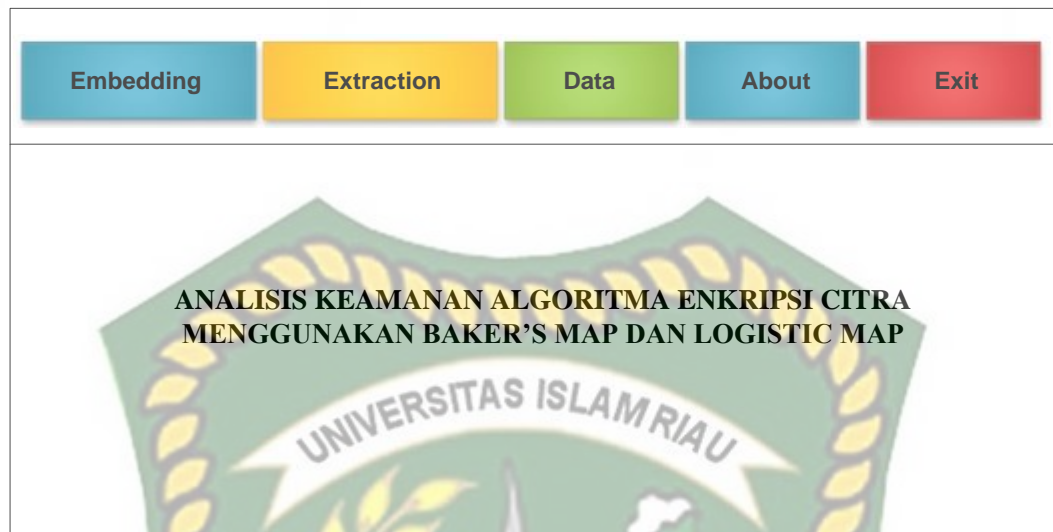 Embedding Extraction Data About Exit
ANALISIS KEAMANAN ALGORITMA ENKRIPSI CITRA
MENGGUNAKAN BAKER’S MAP DAN LOGISTIC MAP
UNIVERSITAS ISLAM RIAU